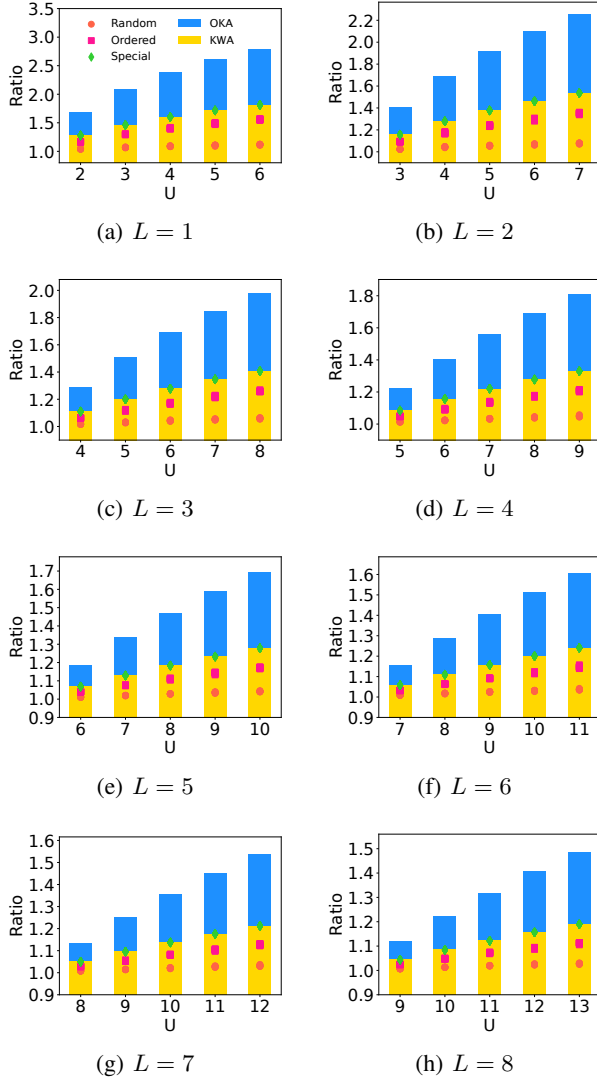 Random
Ordered
Special
OKA
KWA
3.5
3.0
2.5
2.0
1.5
1.0
Ratio
2 3 4 5 6
U
(a) L = 1
2.2
2.0
1.8
1.6
1.4
1.2
1.0
Ratio
3 4 5 6 7
U
(b) L = 2
2.0
1.8
1.6
1.4
1.2
1.0
Ratio
4 5 6 7 8
U
(c) L = 3
1.8
1.6
1.4
1.2
1.0
Ratio
5 6 7 8 9
U
(d) L = 4
1.7
1.6
1.5
1.4
1.3
1.2
1.1
1.0
0.9
Ratio
6 7 8 9 10
U
(e) L = 5
1.6
1.5
1.4
1.3
1.2
1.1
1.0
0.9
Ratio
7 8 9 10 11
U
(f) L = 6
1.6
1.5
1.4
1.3
1.2
1.1
1.0
0.9
Ratio
8 9 10 11 12
U
(g) L = 7
1.5
1.4
1.3
1.2
1.1
1.0
0.9
Ratio
9 10 11 12 13
U
(h) L = 8